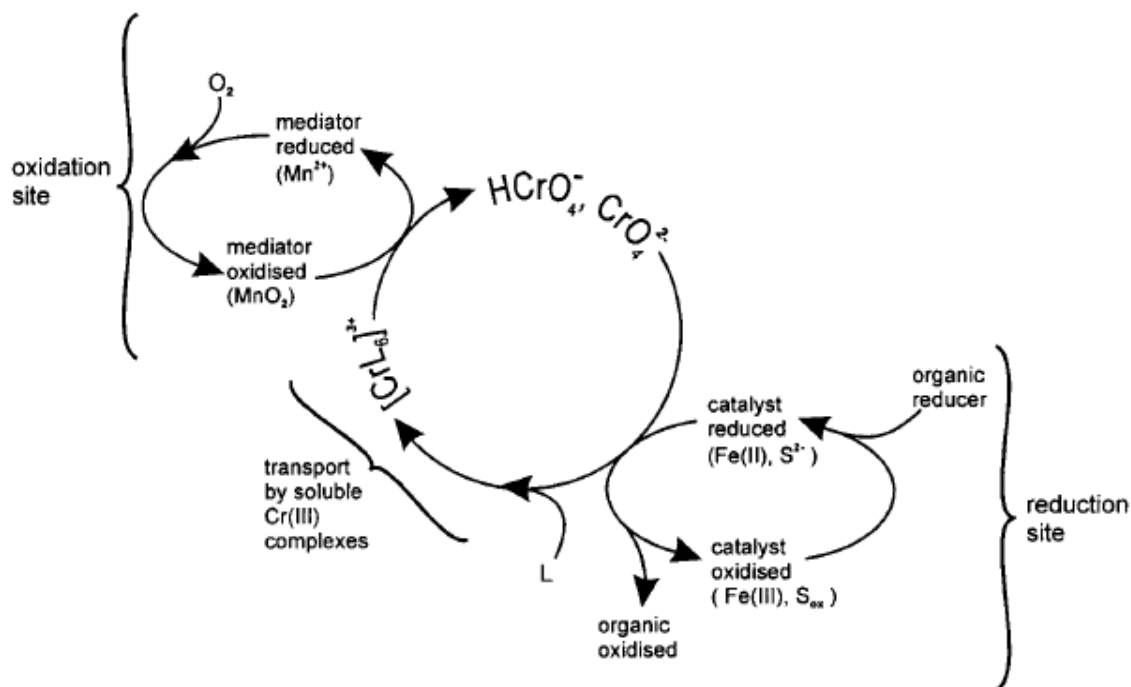 O₂
mediator
reduced
(Mn²⁺)
oxidation
site
mediator
oxidised
(MnO₂)
HCrO₄⁻, CrO₄²⁻
[CrL₆]³⁺
organic
reducer
catalyst
reduced
(Fe(II), S²⁻)
transport
by soluble
Cr(III)
complexes
reduction
site
L
catalyst
oxidised
(Fe(III), Sₒₓ)
organic
oxidised